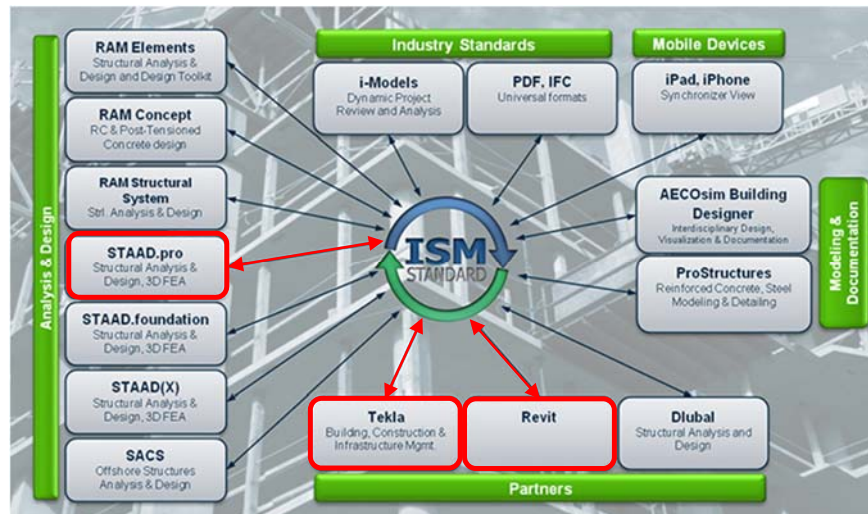 Analysis & Design
RAM Elements
Structural Analysis &
Design and Design Toolkit
RAM Concept
RC & Post-Tensioned
Concrete design
RAM Structural
System
Strl. Analysis & Design
STAAD.pro
Structural Analysis &
Design, 3D FEA
STAAD.foundation
Structural Analysis &
Design, 3D FEA
STAAD(X)
Structural Analysis &
Design, 3D FEA
SACS
Offshore Structures
Analysis & Design
Industry Standards
i-Models
Dynamic Project
Review and Analysis
PDF, IFC
Universal formats
Mobile Devices
iPad, iPhone
Synchronizer View
ISM
STANDARD
AECOsim Building
Designer
Interdisciplinary Design,
Visualization & Documentation
ProStructures
Reinforced Concrete, Steel
Modeling & Detailing
Modeling &
Documentation
Tekla
Building, Construction &
Infrastructure Mgmt.
Revit
Dlubal
Structural Analysis and
Design
Partners